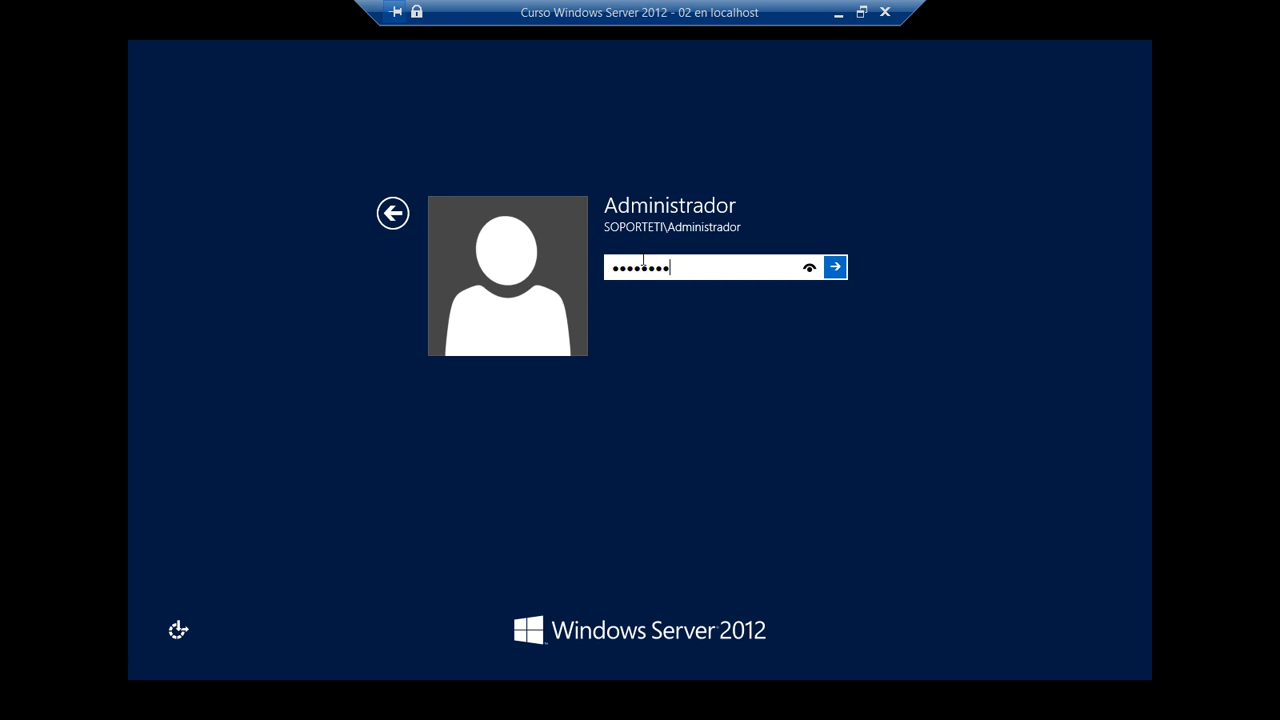 Curso Windows Server 2012 - 02 en localhost
Administrador
SOPORTETI\Administrador
••••••••
Windows Server 2012